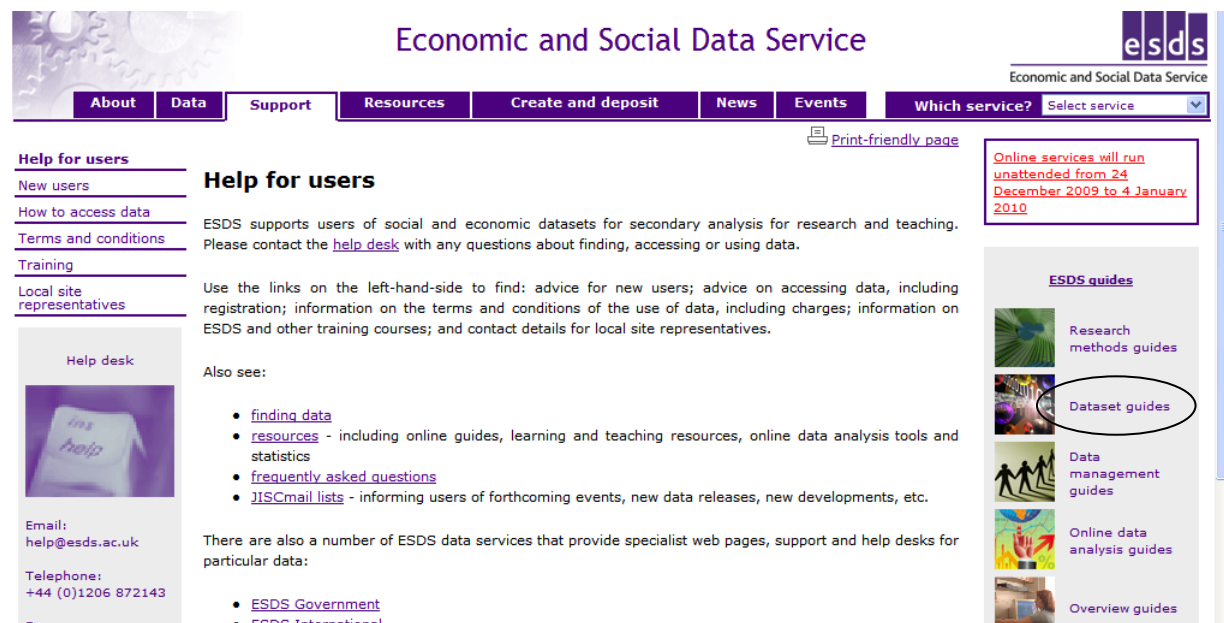 Economic and Social Data Service
esds
Economic and Social Data Service
About Data Support Resources Create and deposit News Events Which service? Select service
Print-friendly page
Help for users
New users
How to access data
Terms and conditions
Training
Local site
representatives
Help desk
help
Email:
help@esds.ac.uk
Telephone:
+44 (0)1206 872143
Help for users
ESDS supports users of social and economic datasets for secondary analysis for research and teaching.
Please contact the help desk with any questions about finding, accessing or using data.
Use the links on the left-hand-side to find: advice for new users; advice on accessing data, including
registration; information on the terms and conditions of the use of data, including charges; information on
ESDS and other training courses; and contact details for local site representatives.
Also see:
• finding data
• resources - including online guides, learning and teaching resources, online data analysis tools and
statistics
• frequently asked questions
• JISCmail lists - informing users of forthcoming events, new data releases, new developments, etc.
There are also a number of ESDS data services that provide specialist web pages, support and help desks for
particular data:
• ESDS Government
Online services will run
unattended from 24
December 2009 to 4 January
2010
ESDS guides
Research
methods guides
Dataset guides
Data
management
guides
Online data
analysis guides
Overview guides